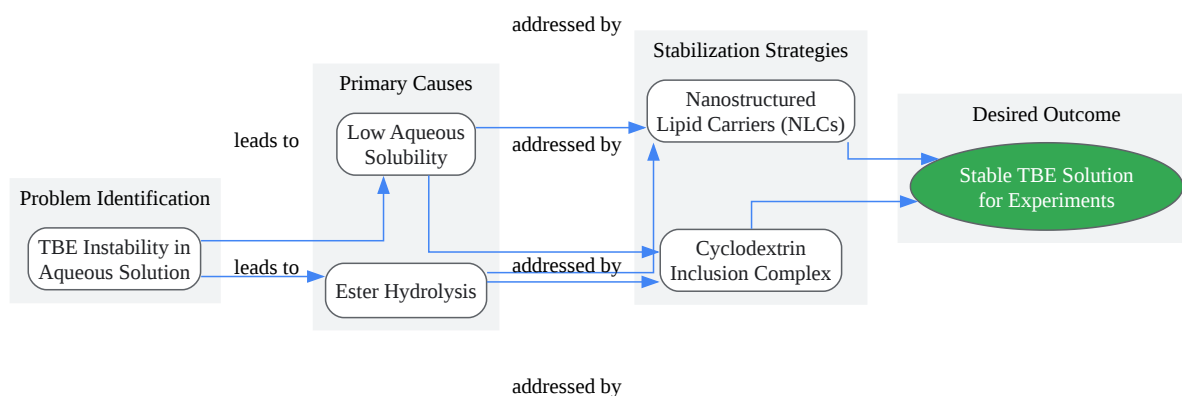 Problem Identification
TBE Instability in
Aqueous Solution
leads to
leads to
Primary Causes
Low Aqueous
Solubility
Ester Hydrolysis
addressed by
addressed by
addressed by
addressed by
Stabilization Strategies
Nanostructured
Lipid Carriers (NLCs)
Cyclodextrin
Inclusion Complex
Desired Outcome
Stable TBE Solution
for Experiments